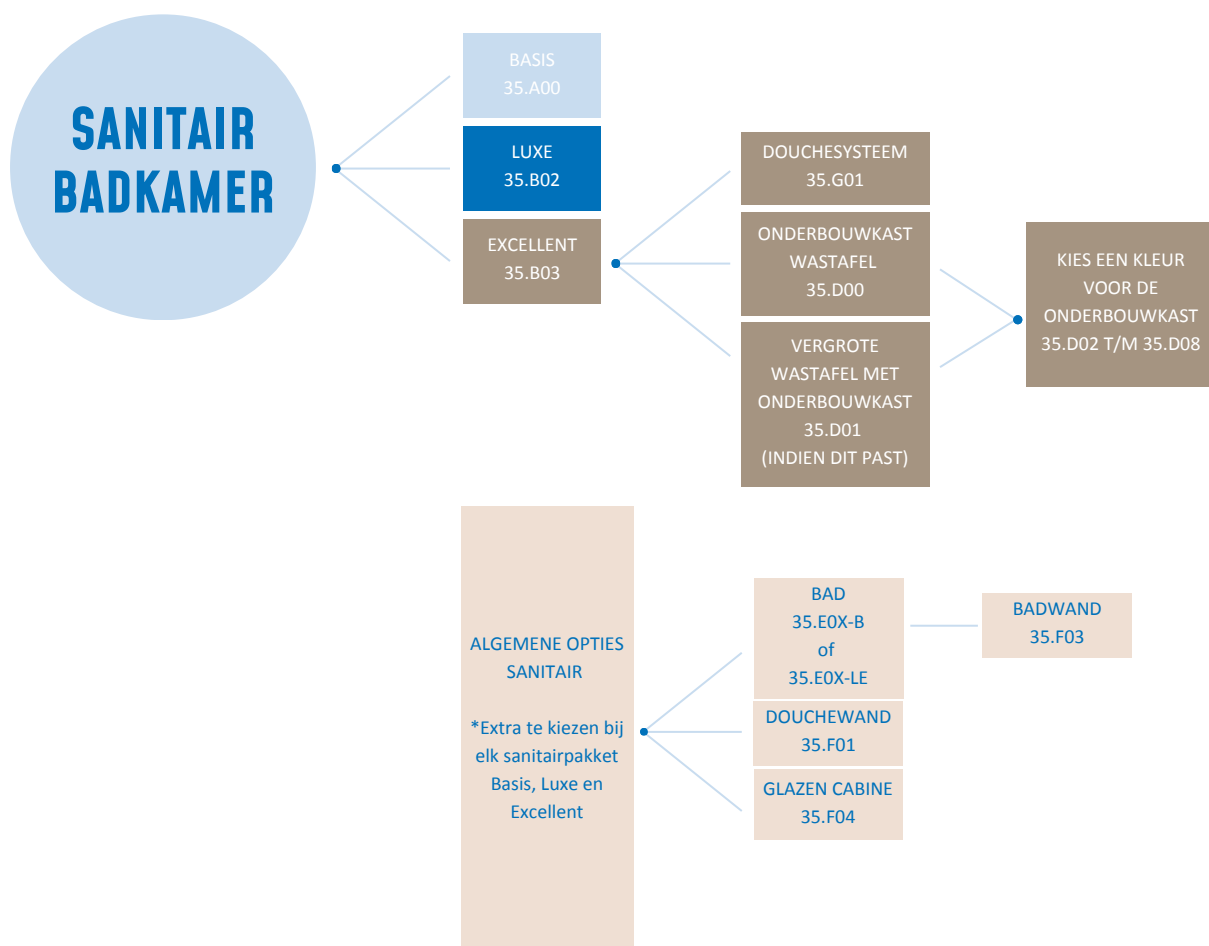 SANITAIR
BADKAMER
BASIS
35.A00
LUXE
35.B02
EXCELLENT
35.B03
DOUCHESYSTEEM
35.G01
ONDERBOUWKAST
WASTAFEL
35.D00
VERGROTE
WASTAFEL MET
ONDERBOUWKAST
35.D01
(INDIEN DIT PAST)
KIES EEN KLEUR
VOOR DE
ONDERBOUWKAST
35.D02 T/M 35.D08
ALGEMENE OPTIES
SANITAIR
*Extra te kiezen bij
elk sanitairpakket
Basis, Luxe en
Excellent
BAD
35.E0X-B
of
35.E0X-LE
BADWAND
35.F03
DOUCHEWAND
35.F01
GLAZEN CABINE
35.F04